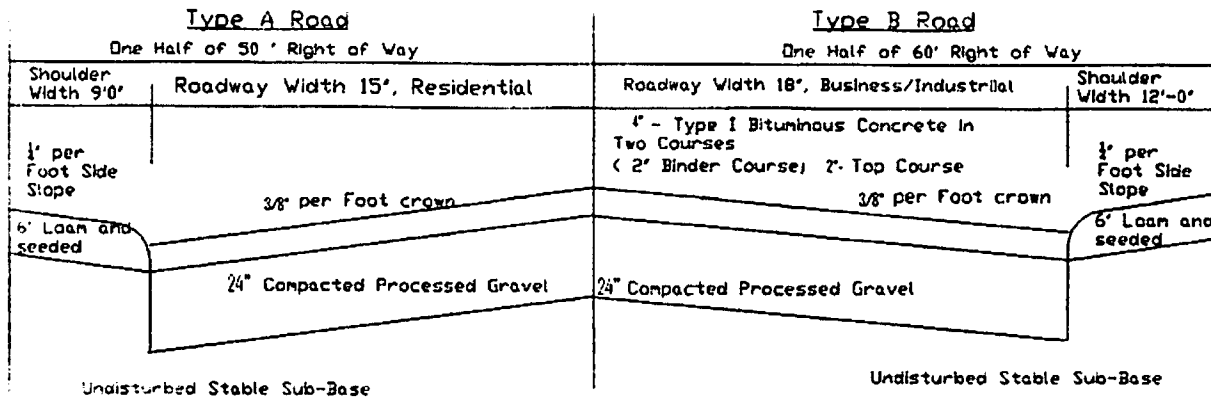 Type A Road
One Half of 50 ' Right of Way
Shoulder
Width 9'0"
Roadway Width 15', Residential
1/4" per
Foot Side
Slope
3/8" per Foot crown
6" Loam and
seeded
24" Compacted Processed Gravel
Undisturbed Stable Sub-Base
Type B Road
One Half of 60' Right of Way
Roadway Width 18', Business/Industrial
Shoulder
Width 12'-0"
4" - Type I Bituminous Concrete in
Two Courses
( 2" Binder Course; 2"- Top Course
per
Foot Side
Slope
3/8" per Foot crown
6" Loam and
seeded
24" Compacted Processed Gravel
Undisturbed Stable Sub-Base